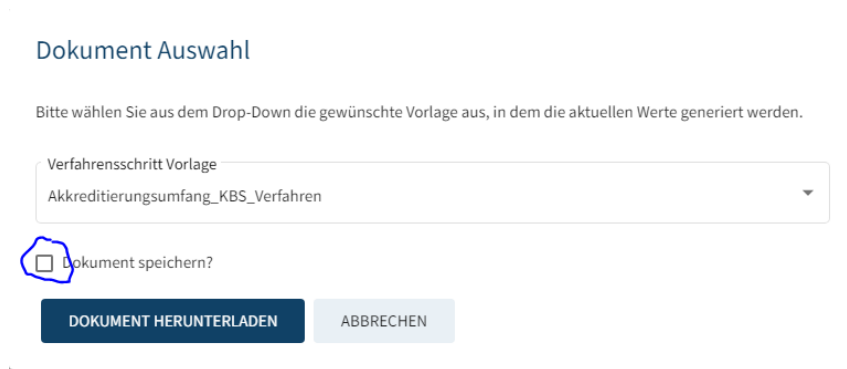 Dokument Auswahl
Bitte wählen Sie aus dem Drop-Down die gewünschte Vorlage aus, in dem die aktuellen Werte generiert werden.
Verfahrensschritt Vorlage
Akkreditierungsumfang_KBS_Verfahren
Dokument speichern?
DOKUMENT HERUNTERLADEN ABBRECHEN